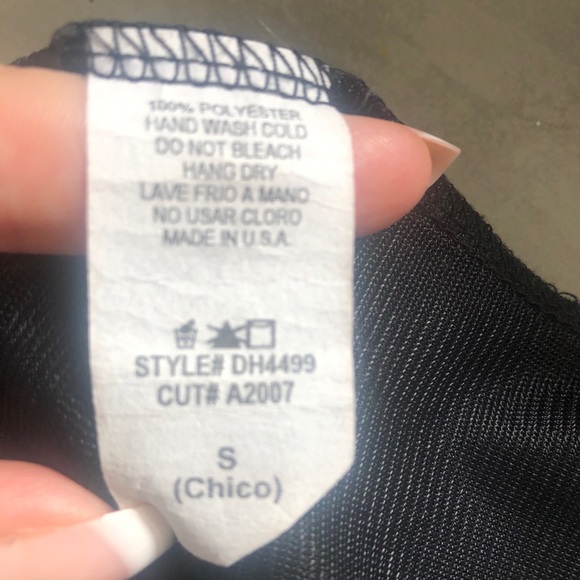 100% POLYESTER
HAND WASH COLD
DO NOT BLEACH
HANG DRY
LAVE FRIO A MANO
NO USAR CLORO
MADE IN U.S.A.
STYLE# DH4499
CUT# A2007
S
(Chico)